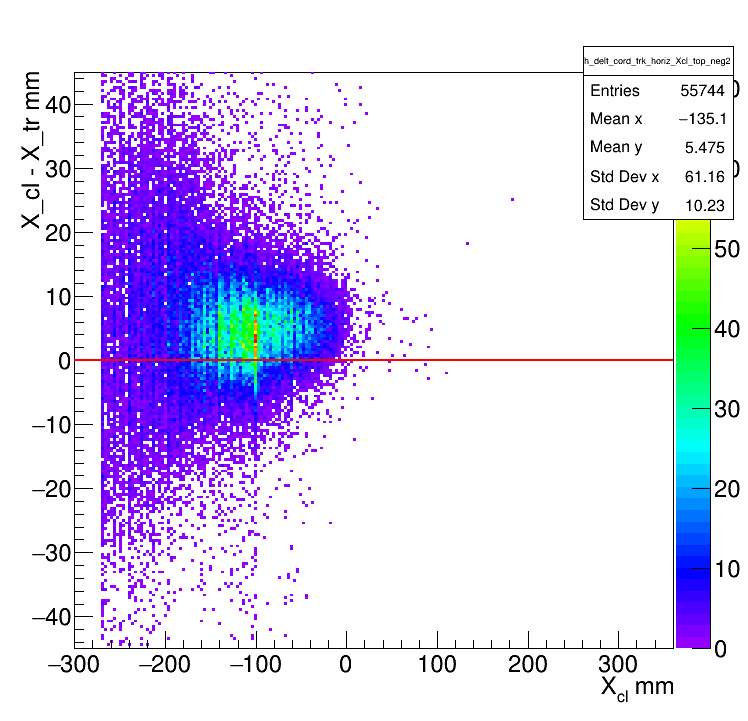 h_delt_cord_trk_horiz_Xcl_top_neg2
Entries 55744
Mean x −135.1
Mean y 5.475
Std Dev x 61.16
Std Dev y 10.23
X_cl - X_tr mm
40
30
20
10
0
−10
−20
−30
−40
−300 −200 −100 0 100 200 300
X_cl mm
50
40
30
20
10
0